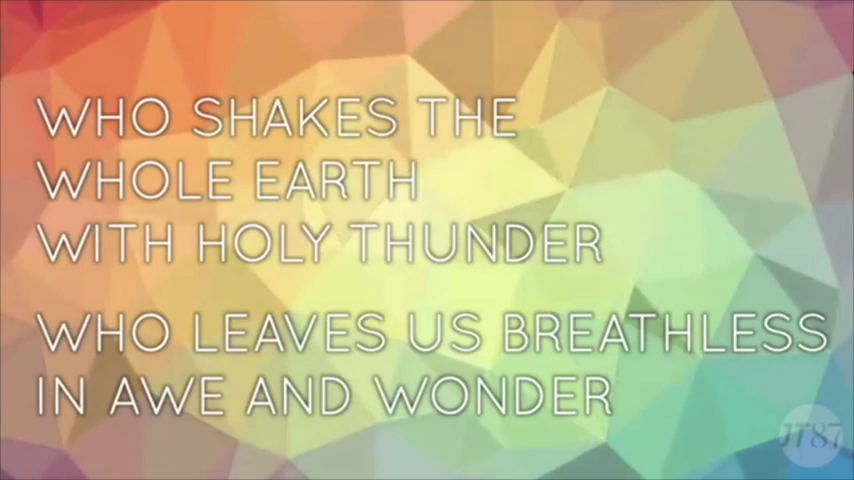 WHO SHAKES THE
WHOLE EARTH
WITH HOLY THUNDER
WHO LEAVES US BREATHLESS
IN AWE AND WONDER
JT87